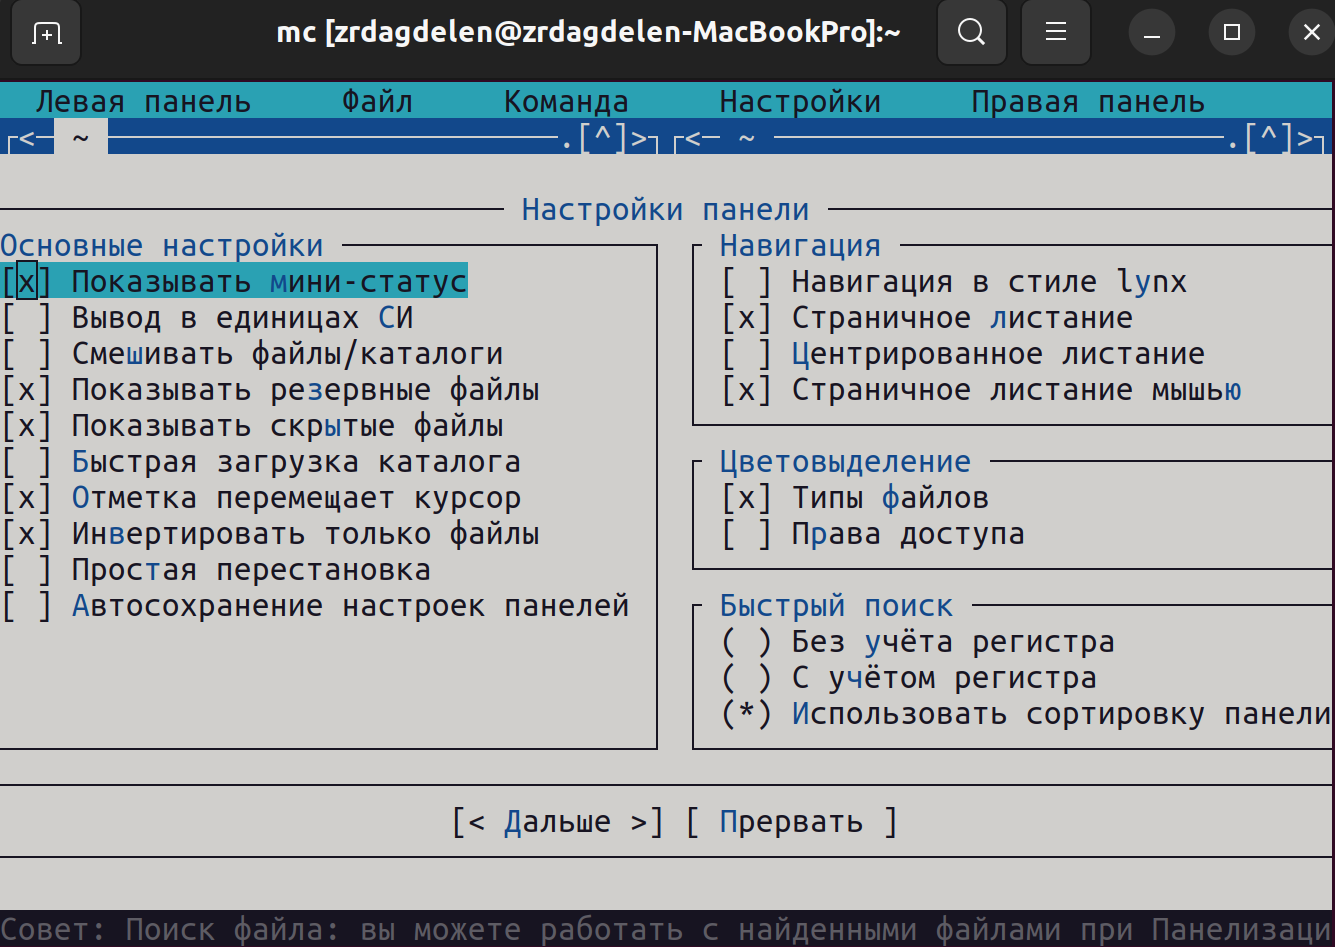 mc [zrdagdelen@zrdagdelen-MacBookPro]:~
Левая панель Файл Команда Настройки Правая панель
<─ ~ .[^]> <─ ~ .[^]>
Настройки панели
Основные настройки
[x] Показывать мини-статус
[ ] Вывод в единицах СИ
[ ] Смешивать файлы/каталоги
[x] Показывать резервные файлы
[x] Показывать скрытые файлы
[ ] Быстрая загрузка каталога
[x] Отметка перемещает курсор
[x] Инвертировать только файлы
[ ] Простая перестановка
[ ] Автосохранение настроек панелей
Навигация
[ ] Навигация в стиле lynx
[x] Страничное листание
[ ] Центрированное листание
[x] Страничное листание мышью
Цветовыделение
[x] Типы файлов
[ ] Права доступа
Быстрый поиск
( ) Без учёта регистра
( ) С учётом регистра
(*) Использовать сортировку панели
[< Дальше >] [ Прервать ]
Совет: Поиск файла: вы можете работать с найденными файлами при Панелизаци